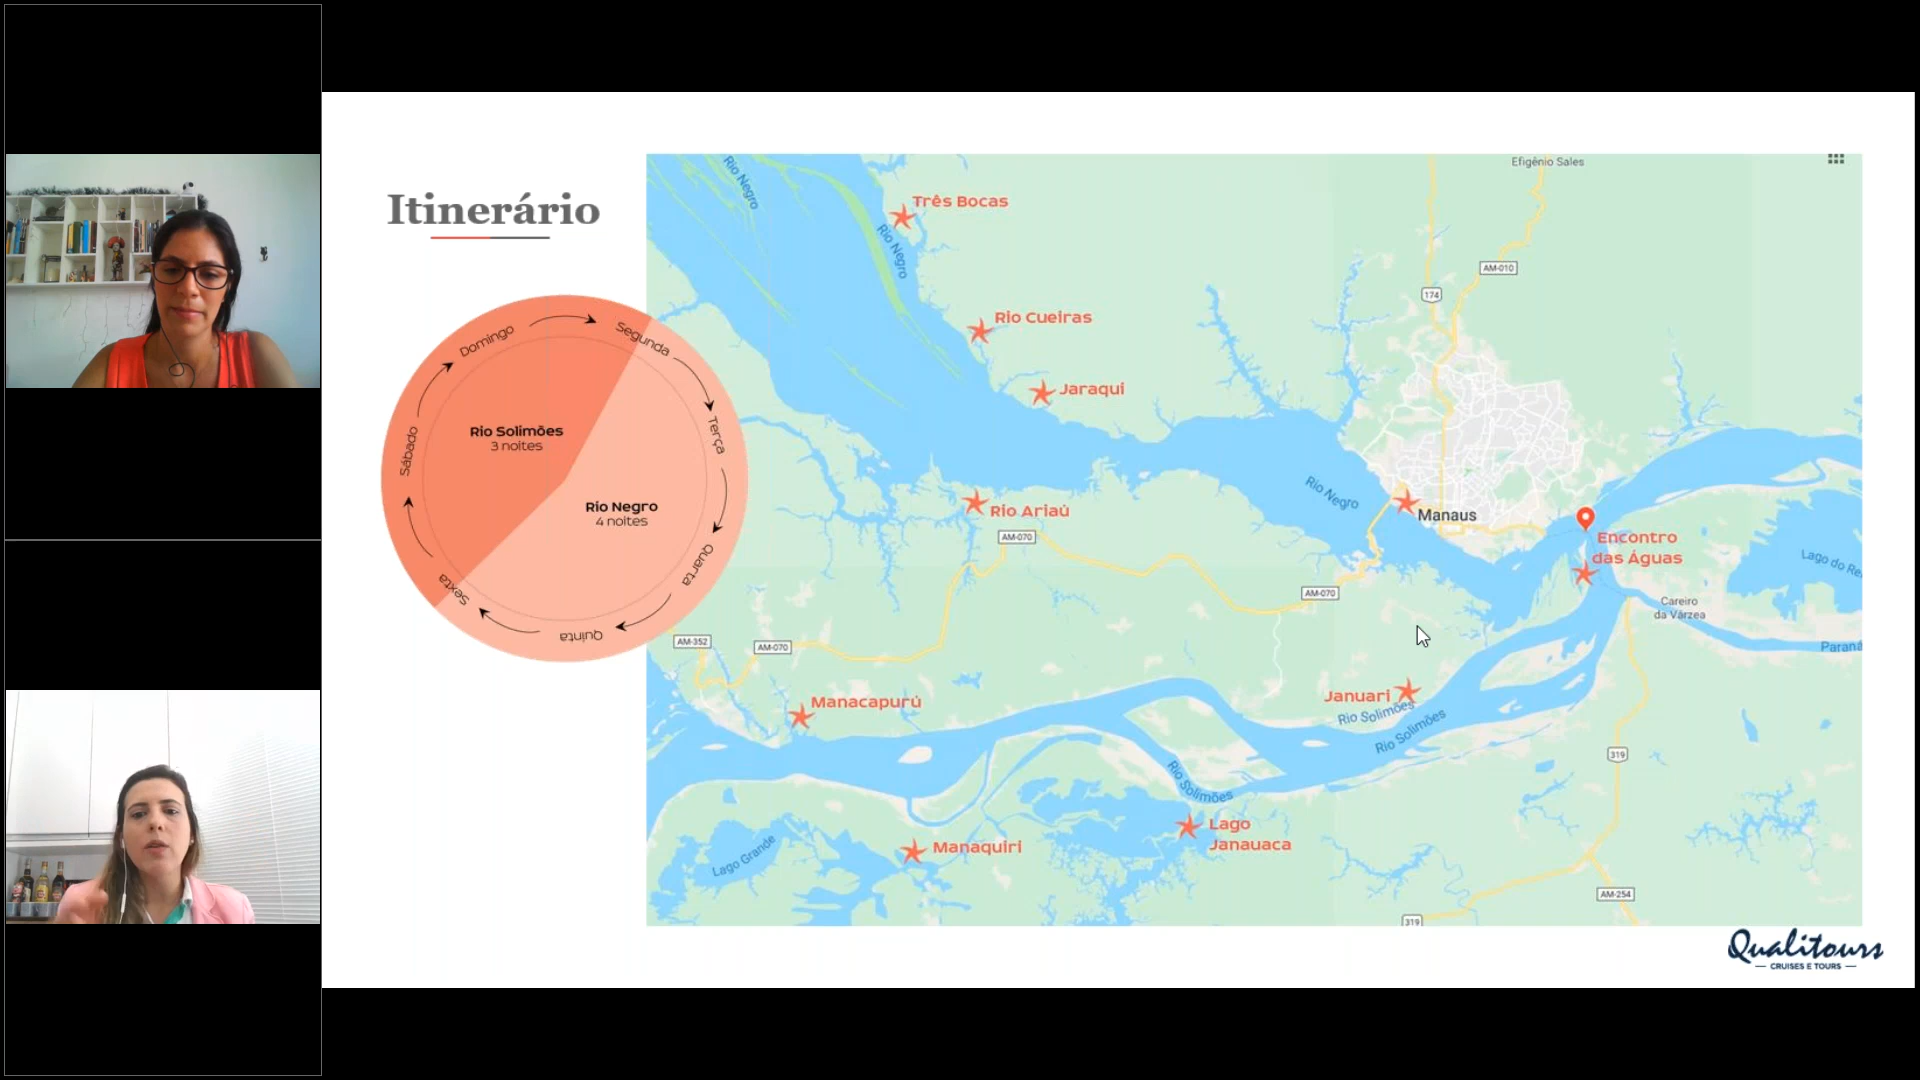 Itinerário
Domingo
Segunda
Terça
Quarta
Quinta
Sexta
Sábado
Rio Solimões
3 noites
Rio Negro
4 noites
Rio Negro
Três Bocas
Rio Negro
Rio Cueiras
Jaraqui
Efigênio Sales
AM-010
174
Rio Negro
Manaus
Rio Ariaú
AM-070
Encontro
das Águas
Lago do Re
AM-070
Careiro
da Várzea
Paraná
AM-352
AM-070
Manacapurú
Januari
Rio Solimões
Rio Solimões
319
Rio Solimões
Lago
Janauaca
Manaquiri
Lago Grande
AM-254
319
Qualitours
CRUISES E TOURS